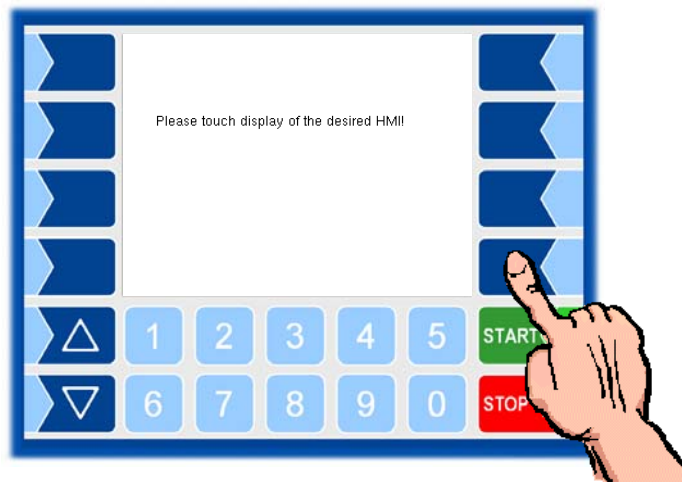 Please touch display of the desired HMI!
1 2 3 4 5 START
6 7 8 9 0 STOP